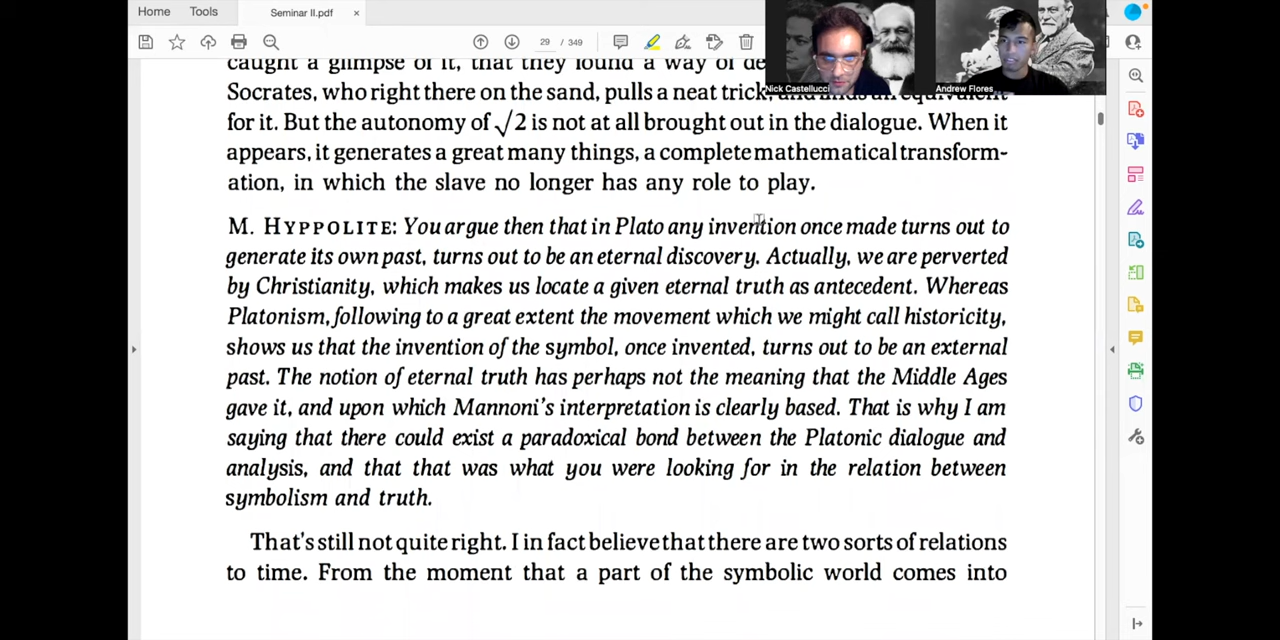 Home Tools Seminar II.pdf ×
29 / 349
caught a glimpse of it, that they found a way of de
Socrates, who right there on the sand, pulls a neat trick, and finds an equivalent
for it. But the autonomy of √2 is not at all brought out in the dialogue. When it
appears, it generates a great many things, a complete mathematical transform-
ation, in which the slave no longer has any role to play.
M. HYPPOLITE: You argue then that in Plato any invention once made turns out to
generate its own past, turns out to be an eternal discovery. Actually, we are perverted
by Christianity, which makes us locate a given eternal truth as antecedent. Whereas
Platonism, following to a great extent the movement which we might call historicity,
shows us that the invention of the symbol, once invented, turns out to be an external
past. The notion of eternal truth has perhaps not the meaning that the Middle Ages
gave it, and upon which Mannoni's interpretation is clearly based. That is why I am
saying that there could exist a paradoxical bond between the Platonic dialogue and
analysis, and that that was what you were looking for in the relation between
symbolism and truth.
That's still not quite right. I in fact believe that there are two sorts of relations
to time. From the moment that a part of the symbolic world comes into
Nick Castellucci
Andrew Flores